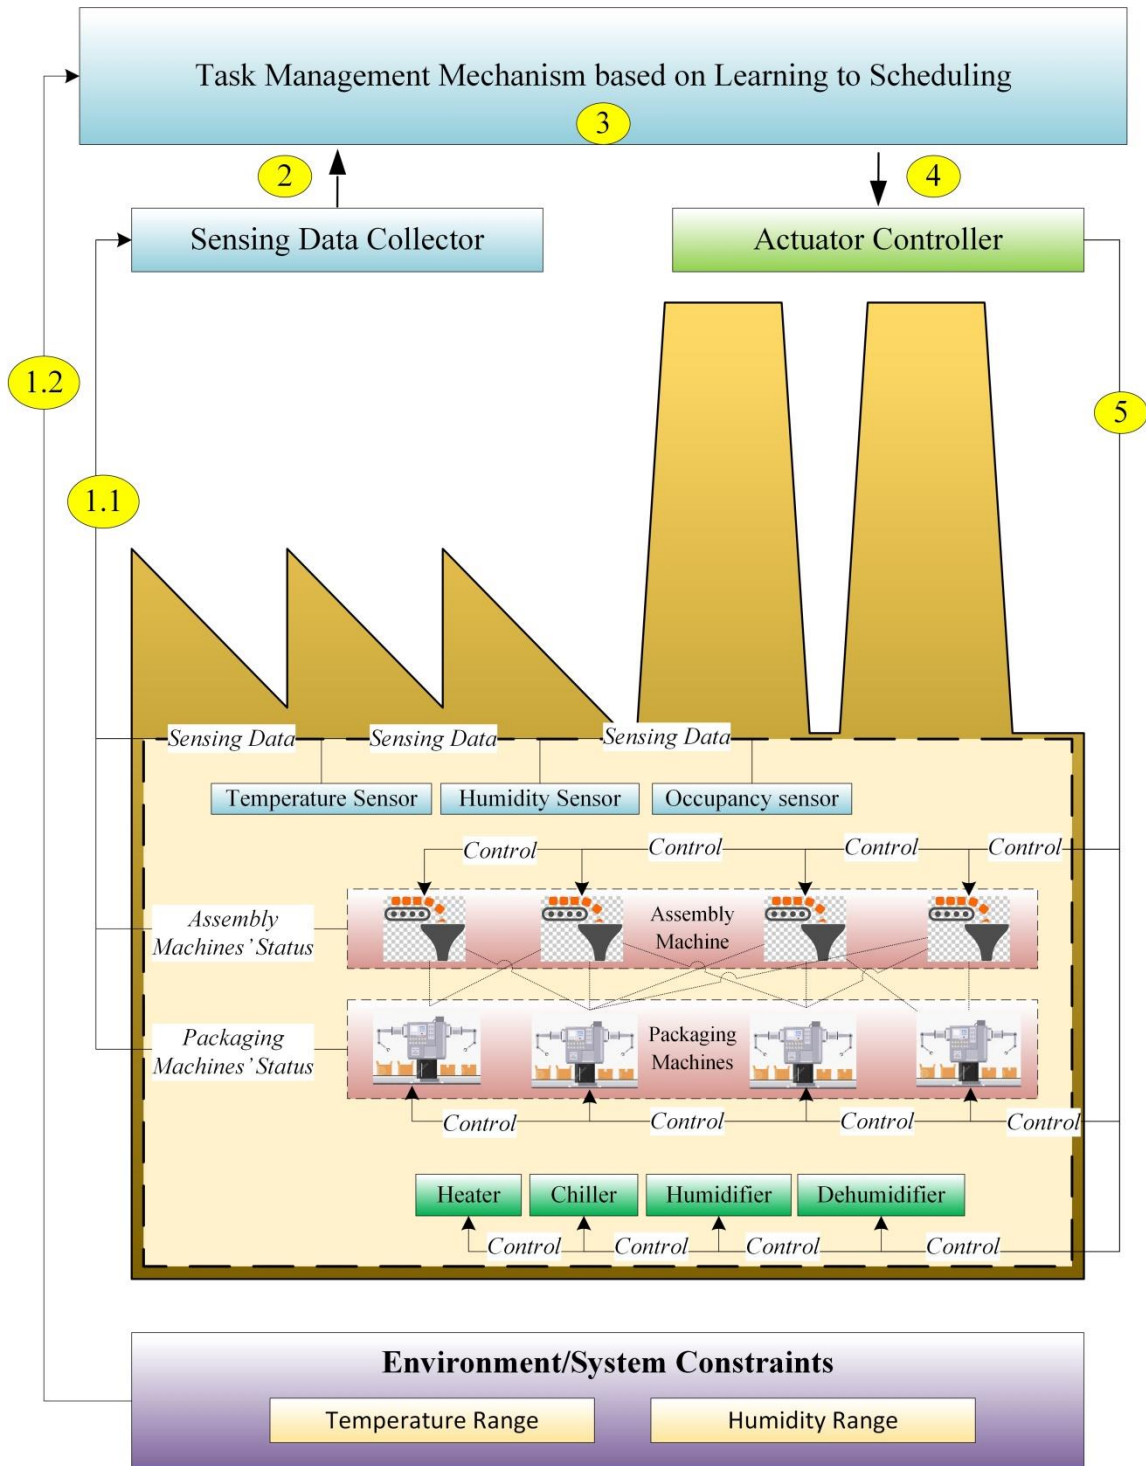 Task Management Mechanism based on Learning to Scheduling
3
2
4
Sensing Data Collector
Actuator Controller
1.2
5
1.1
Sensing Data
Sensing Data
Sensing Data
Temperature Sensor
Humidity Sensor
Occupancy sensor
Control
Control
Control
Control
Assembly
Machines' Status
Assembly
Machine
Packaging
Machines' Status
Packaging
Machines
Control
Control
Control
Control
Heater
Chiller
Humidifier
Dehumidifier
Control
Control
Control
Control
Environment/System Constraints
Temperature Range
Humidity Range